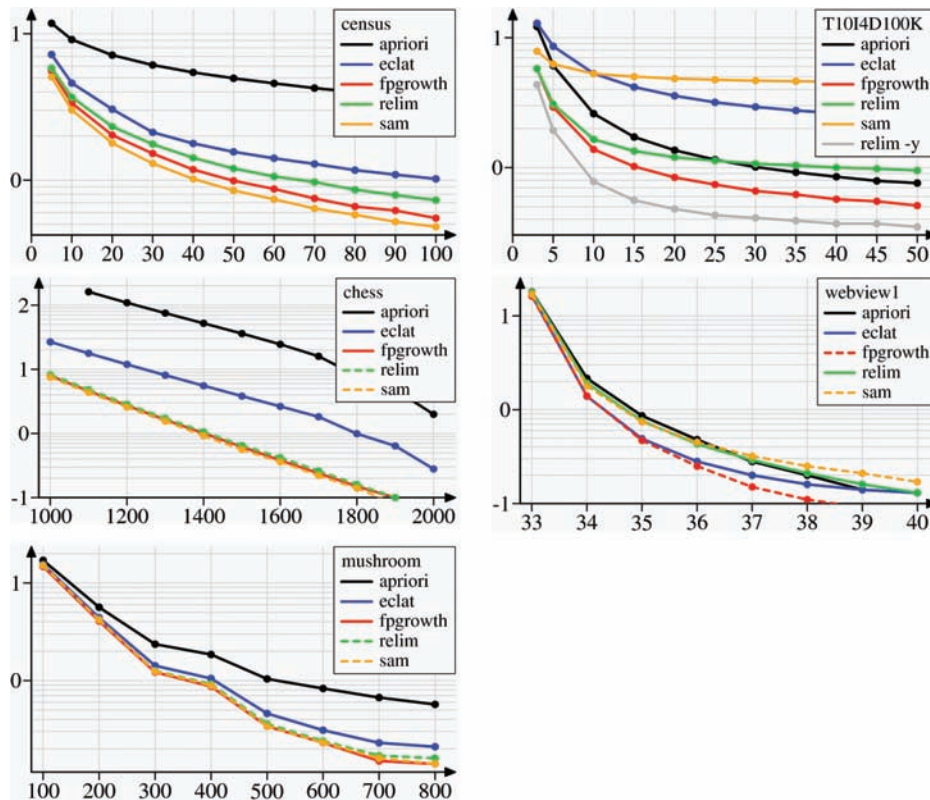 census
apriori
eclat
fpgrowth
relim
sam
1
0
0 10 20 30 40 50 60 70 80 90 100
T10I4D100K
apriori
eclat
fpgrowth
relim
sam
relim -y
1
0
0 5 10 15 20 25 30 35 40 45 50
chess
apriori
eclat
fpgrowth
relim
sam
2
1
0
-1
1000 1200 1400 1600 1800 2000
webview1
apriori
eclat
fpgrowth
relim
sam
1
0
-1
33 34 35 36 37 38 39 40
mushroom
apriori
eclat
fpgrowth
relim
sam
1
0
100 200 300 400 500 600 700 800